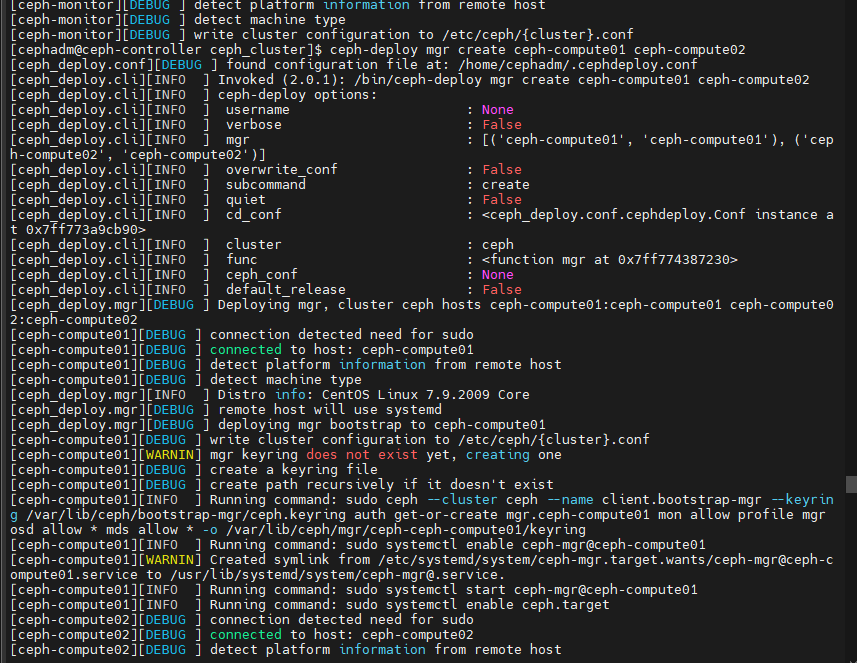 [ceph-monitor][DEBUG ] detect platform information from remote host
[ceph-monitor][DEBUG ] detect machine type
[ceph-monitor][DEBUG ] write cluster configuration to /etc/ceph/{cluster}.conf
[cephadm@ceph-controller ceph_cluster]$ ceph-deploy mgr create ceph-compute01 ceph-compute02
[ceph_deploy.conf][DEBUG ] found configuration file at: /home/cephadm/.cephdeploy.conf
[ceph_deploy.cli][INFO  ] Invoked (2.0.1): /bin/ceph-deploy mgr create ceph-compute01 ceph-compute02
[ceph_deploy.cli][INFO  ] ceph-deploy options:
[ceph_deploy.cli][INFO  ]  username                      : None
[ceph_deploy.cli][INFO  ]  verbose                       : False
[ceph_deploy.cli][INFO  ]  mgr                           : [('ceph-compute01', 'ceph-compute01'), ('cep
h-compute02', 'ceph-compute02')]
[ceph_deploy.cli][INFO  ]  overwrite_conf                : False
[ceph_deploy.cli][INFO  ]  subcommand                    : create
[ceph_deploy.cli][INFO  ]  quiet                         : False
[ceph_deploy.cli][INFO  ]  cd_conf                       : <ceph_deploy.conf.cephdeploy.Conf instance a
t 0x7ff773a9cb90>
[ceph_deploy.cli][INFO  ]  cluster                       : ceph
[ceph_deploy.cli][INFO  ]  func                          : <function mgr at 0x7ff774387230>
[ceph_deploy.cli][INFO  ]  ceph_conf                     : None
[ceph_deploy.cli][INFO  ]  default_release               : False
[ceph_deploy.mgr][DEBUG ] Deploying mgr, cluster ceph hosts ceph-compute01:ceph-compute01 ceph-compute0
2:ceph-compute02
[ceph-compute01][DEBUG ] connection detected need for sudo
[ceph-compute01][DEBUG ] connected to host: ceph-compute01
[ceph-compute01][DEBUG ] detect platform information from remote host
[ceph-compute01][DEBUG ] detect machine type
[ceph_deploy.mgr][INFO  ] Distro info: CentOS Linux 7.9.2009 Core
[ceph_deploy.mgr][DEBUG ] remote host will use systemd
[ceph_deploy.mgr][DEBUG ] deploying mgr bootstrap to ceph-compute01
[ceph-compute01][DEBUG ] write cluster configuration to /etc/ceph/{cluster}.conf
[ceph-compute01][WARNIN] mgr keyring does not exist yet, creating one
[ceph-compute01][DEBUG ] create a keyring file
[ceph-compute01][DEBUG ] create path recursively if it doesn't exist
[ceph-compute01][INFO  ] Running command: sudo ceph --cluster ceph --name client.bootstrap-mgr --keyrin
g /var/lib/ceph/bootstrap-mgr/ceph.keyring auth get-or-create mgr.ceph-compute01 mon allow profile mgr
osd allow * mds allow * -o /var/lib/ceph/mgr/ceph-ceph-compute01/keyring
[ceph-compute01][INFO  ] Running command: sudo systemctl enable ceph-mgr@ceph-compute01
[ceph-compute01][WARNIN] Created symlink from /etc/systemd/system/ceph-mgr.target.wants/ceph-mgr@ceph-c
ompute01.service to /usr/lib/systemd/system/ceph-mgr@.service.
[ceph-compute01][INFO  ] Running command: sudo systemctl start ceph-mgr@ceph-compute01
[ceph-compute01][INFO  ] Running command: sudo systemctl enable ceph.target
[ceph-compute02][DEBUG ] connection detected need for sudo
[ceph-compute02][DEBUG ] connected to host: ceph-compute02
[ceph-compute02][DEBUG ] detect platform information from remote host